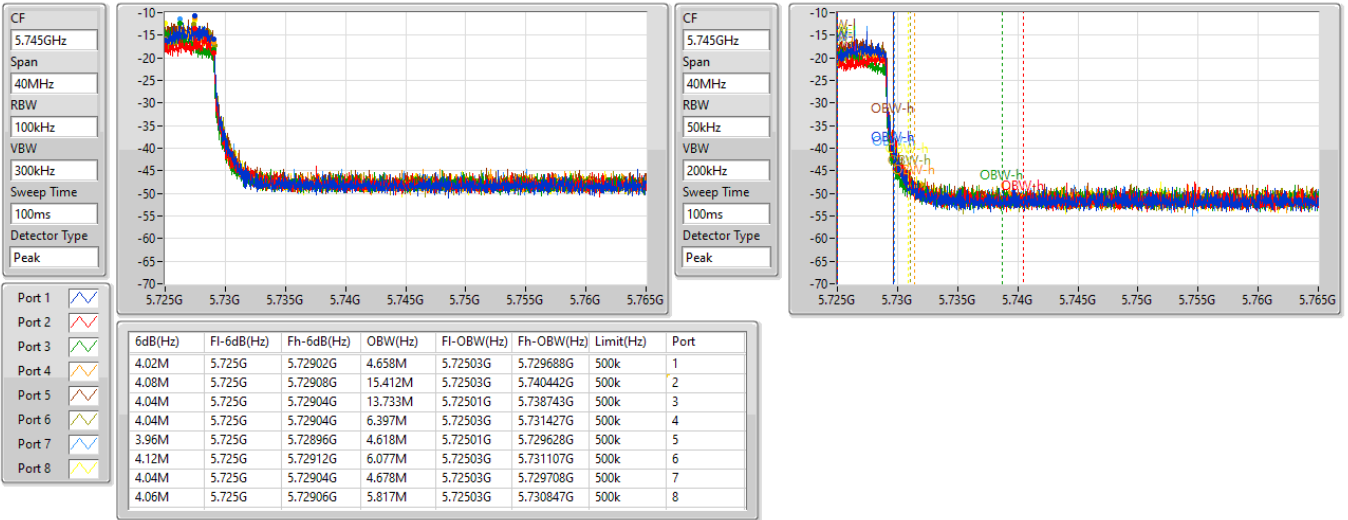 CF
5.745GHz
Span
40MHz
RBW
100kHz
VBW
300kHz
Sweep Time
100ms
Detector Type
Peak
-10
-15
-20
-25
-30
-35
-40
-45
-50
-55
-60
-65
-70
5.725G 5.73G 5.735G 5.74G 5.745G 5.75G 5.755G 5.76G 5.765G
CF
5.745GHz
Span
40MHz
RBW
50kHz
VBW
200kHz
Sweep Time
100ms
Detector Type
Peak
-10
-15
-20
-25
-30
-35
-40
-45
-50
-55
-60
-65
-70
OBW-h
OBW-h
OBW-h
OBW-h
OBW-h
5.725G 5.73G 5.735G 5.74G 5.745G 5.75G 5.755G 5.76G 5.765G
Port 1
Port 2
Port 3
Port 4
Port 5
Port 6
Port 7
Port 8
6dB(Hz) Fl-6dB(Hz) Fh-6dB(Hz) OBW(Hz) Fl-OBW(Hz) Fh-OBW(Hz) Limit(Hz) Port
4.02M 5.725G 5.72902G 4.658M 5.72503G 5.729688G 500k 1
4.08M 5.725G 5.72908G 15.412M 5.72503G 5.740442G 500k 2
4.04M 5.725G 5.72904G 13.733M 5.72501G 5.738743G 500k 3
4.04M 5.725G 5.72904G 6.397M 5.72503G 5.731427G 500k 4
3.96M 5.725G 5.72896G 4.618M 5.72501G 5.729628G 500k 5
4.12M 5.725G 5.72912G 6.077M 5.72503G 5.731107G 500k 6
4.04M 5.725G 5.72904G 4.678M 5.72503G 5.729708G 500k 7
4.06M 5.725G 5.72906G 5.817M 5.72503G 5.730847G 500k 8